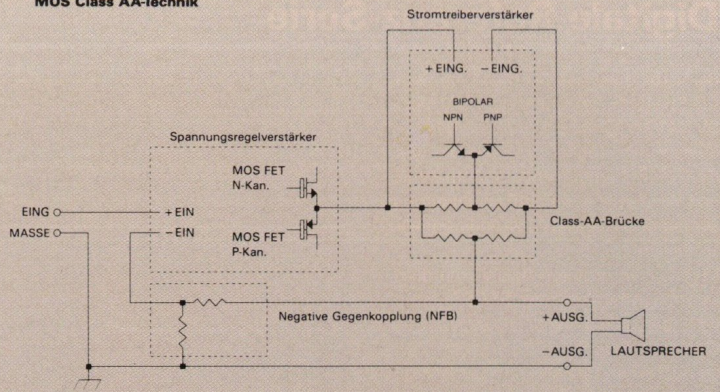 MOS Class AA-Technik
Stromtreiberverstärker
+ EING. – EING.
BIPOLAR
NPN PNP
Spannungsregelverstärker
MOS FET
N-Kan.
EING
+ EIN
MASSE
– EIN
MOS FET
P-Kan.
Class-AA-Brücke
Negative Gegenkopplung (NFB)
+ AUSG.
– AUSG.
LAUTSPRECHER